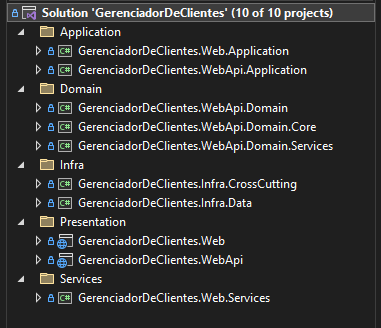 Solution 'GerenciadorDeClientes' (10 of 10 projects)
Application
C# GerenciadorDeClientes.Web.Application
C# GerenciadorDeClientes.WebApi.Application
Domain
C# GerenciadorDeClientes.WebApi.Domain
C# GerenciadorDeClientes.WebApi.Domain.Core
C# GerenciadorDeClientes.WebApi.Domain.Services
Infra
C# GerenciadorDeClientes.Infra.CrossCutting
C# GerenciadorDeClientes.Infra.Data
Presentation
GerenciadorDeClientes.Web
GerenciadorDeClientes.WebApi
Services
C# GerenciadorDeClientes.Web.Services